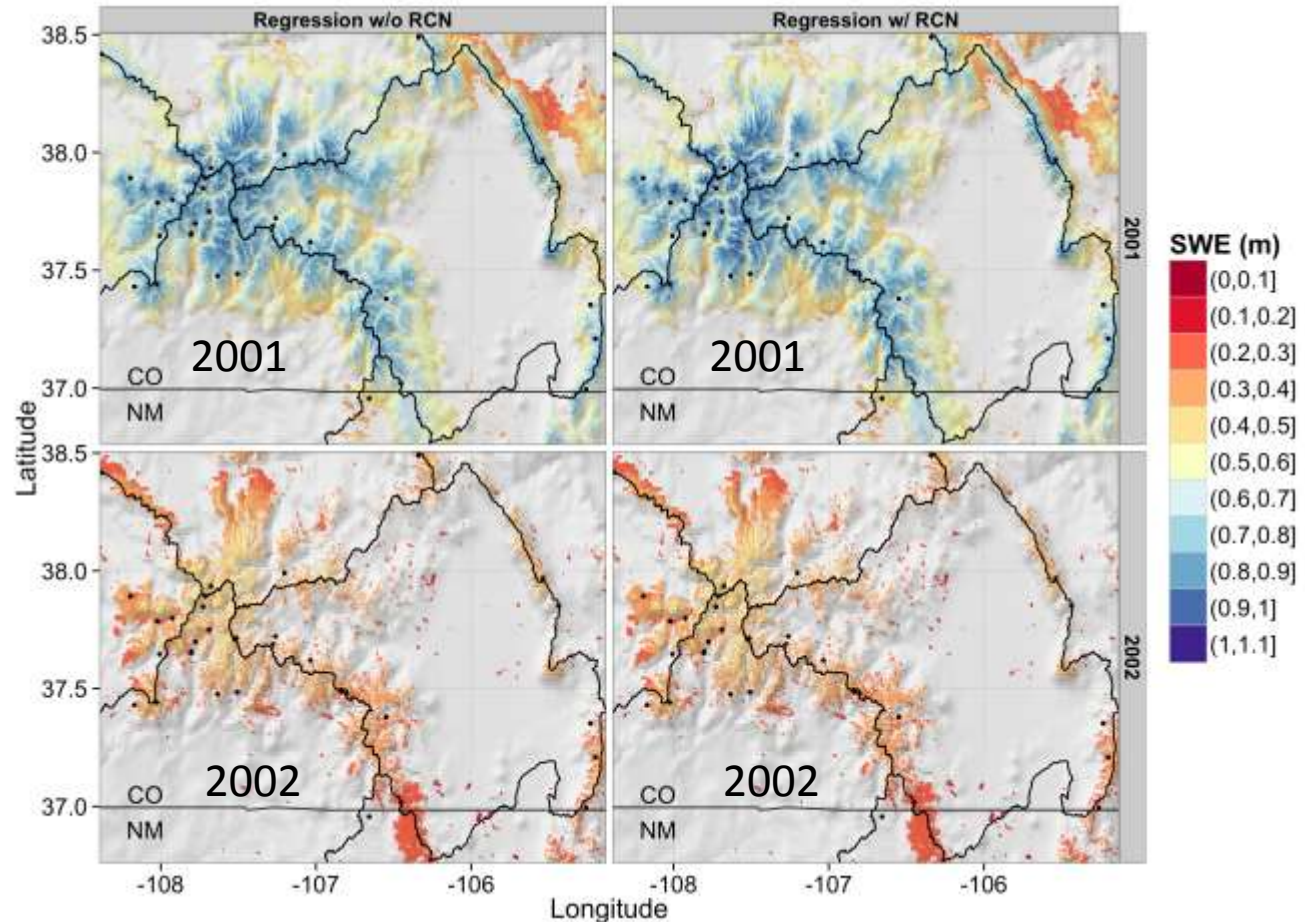 Regression w/o RCN
Regression w/ RCN
38.5
38.0
37.5
37.0
2001
CO
NM
2001
CO
NM
2001
Latitude
38.5
38.0
37.5
37.0
2002
CO
NM
2002
CO
NM
2002
-108
-107
-106
-108
-107
-106
Longitude
SWE (m)
(0,0.1]
(0.1,0.2]
(0.2,0.3]
(0.3,0.4]
(0.4,0.5]
(0.5,0.6]
(0.6,0.7]
(0.7,0.8]
(0.8,0.9]
(0.9,1]
(1,1.1]